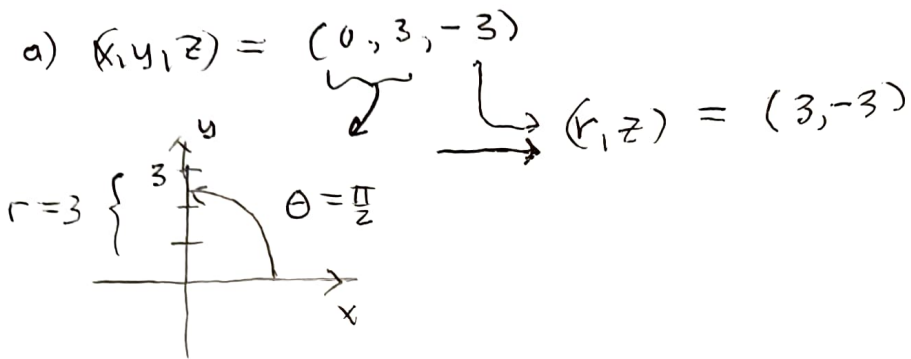 a) (x,y,z) = (0,3,-3)
(r,z) = (3,-3)
y
3
r=3 { θ = π/2
x